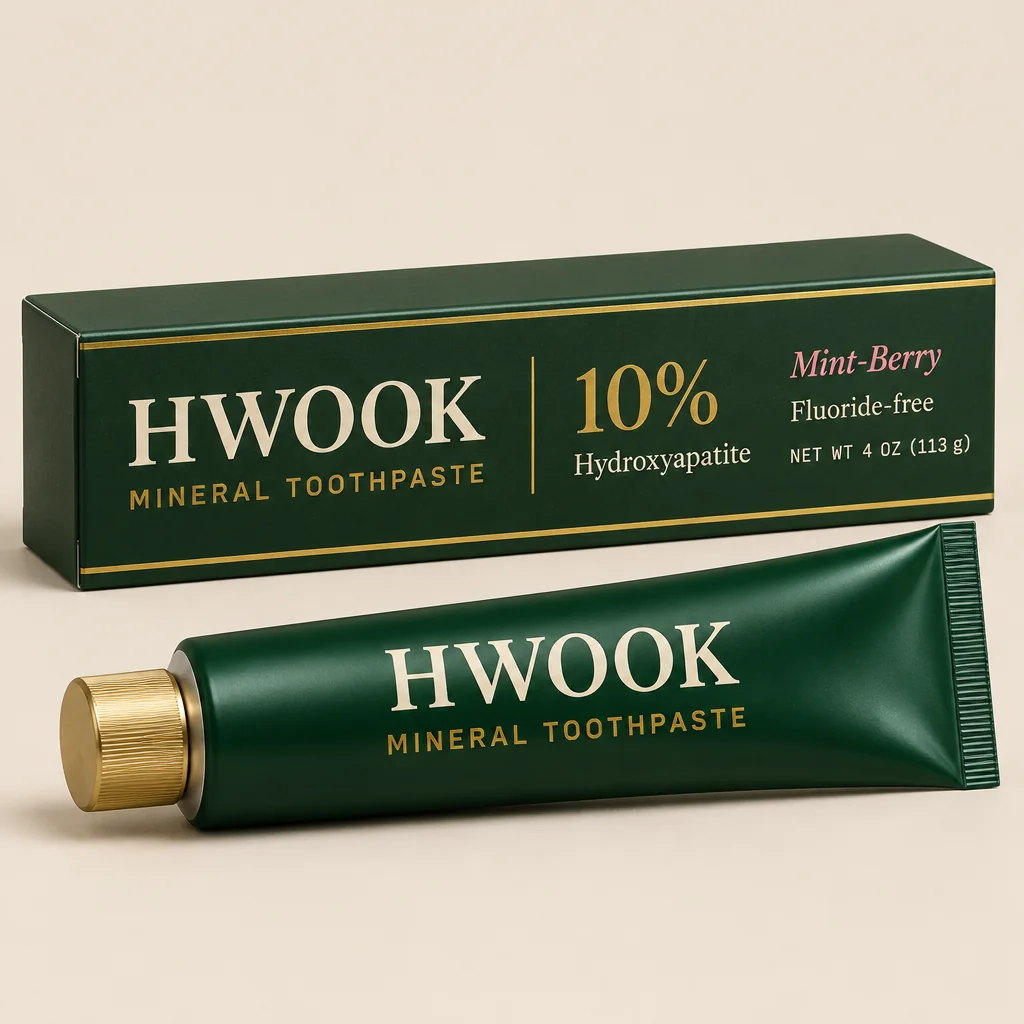 HWOOK
MINERAL TOOTHPASTE
10%
Hydroxyapatite
Mint-Berry
Fluoride-free
NET WT 4 OZ (113 g)
HWOOK
MINERAL TOOTHPASTE